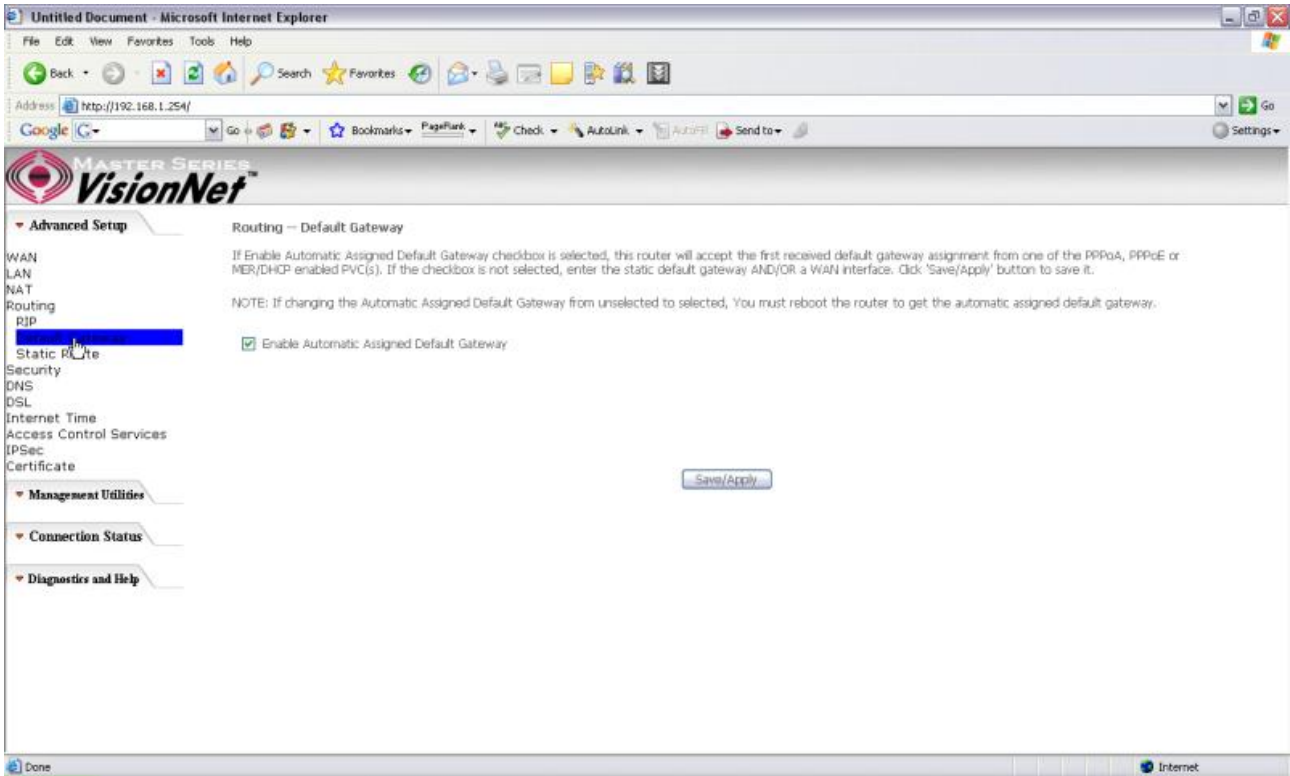 Untitled Document - Microsoft Internet Explorer
File Edit View Favorites Tools Help
Back Search Favorites
Address http://192.168.1.254/ Go
Google G Go Bookmarks PageRank Check AutoLink AutoFill Send to Settings
MASTER SERIES
VisionNet™
Advanced Setup
WAN
LAN
NAT
Routing
RIP
Static
Security
DNS
DSL
Internet Time
Access Control Services
IPSec
Certificate
Management Utilities
Connection Status
Diagnostics and Help
Routing -- Default Gateway
If Enable Automatic Assigned Default Gateway checkbox is selected, this router will accept the first received default gateway assignment from one of the PPPoA, PPPoE or
MER/DHCP enabled PVC(s). If the checkbox is not selected, enter the static default gateway AND/OR a WAN interface. Click 'Save/Apply' button to save it.
NOTE: If changing the Automatic Assigned Default Gateway from unselected to selected, You must reboot the router to get the automatic assigned default gateway.
Enable Automatic Assigned Default Gateway
Save/Apply
Done Internet